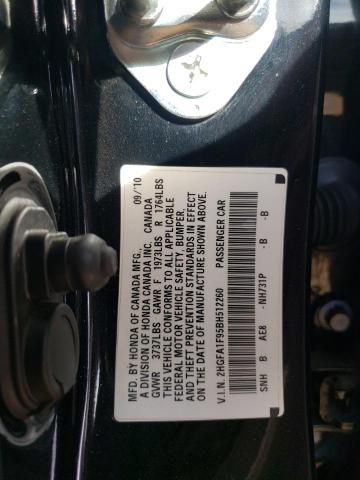 MFD. BY HONDA OF CANADA MFG., 09/'10
A DIVISION OF HONDA CANADA INC. CANADA
GVWR 3737LBS GAWR F 1973LBS R 1764LBS
THIS VEHICLE CONFORMS TO ALL APPLICABLE
FEDERAL MOTOR VEHICLE SAFETY, BUMPER,
AND THEFT PREVENTION STANDARDS IN EFFECT
ON THE DATE OF MANUFACTURE SHOWN ABOVE.
V.I.N. 2HGFA1F95BH512260 PASSENGER CAR
SNH B AE8 -NH731P -B -B